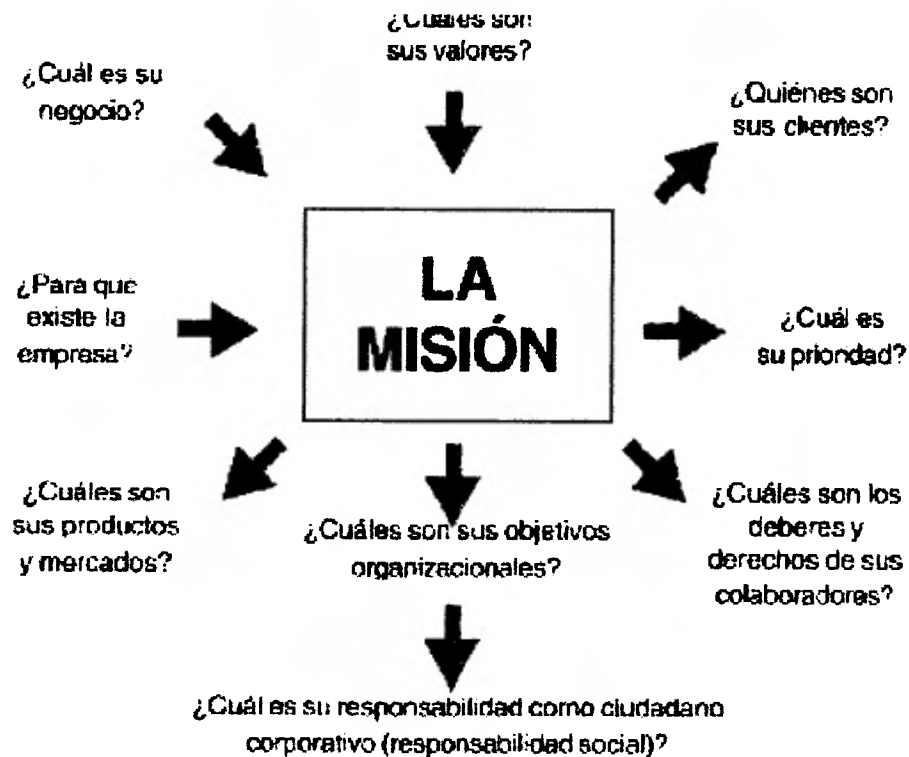 ¿Cuáles son
sus valores?
¿Cuál es su
negocio?
¿Quiénes son
sus clientes?
LA
MISIÓN
¿Para que
existe la
empresa?
¿Cuál es
su prioridad?
¿Cuáles son
sus productos
y mercados?
¿Cuáles son sus objetivos
organizacionales?
¿Cuáles son los
deberes y
derechos de sus
colaboradores?
¿Cuál es su responsabilidad como ciudadano
corporativo (responsabilidad social)?